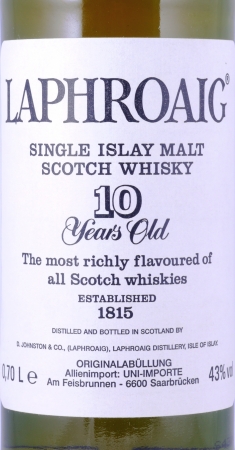 LAPHROAIG®
SINGLE ISLAY MALT
SCOTCH WHISKY
10
Years Old
The most richly flavoured of
all Scotch whiskies
ESTABLISHED
1815
DISTILLED AND BOTTLED IN SCOTLAND BY
D. JOHNSTON & CO., (LAPHROAIG), LAPHROAIG DISTILLERY, ISLE OF ISLAY.
ORIGINALABÜLLUNG
0,70 L e Allienimport: UNI-IMPORTE 43% vol
Am Feisbrunnen - 6600 Saarbrücken